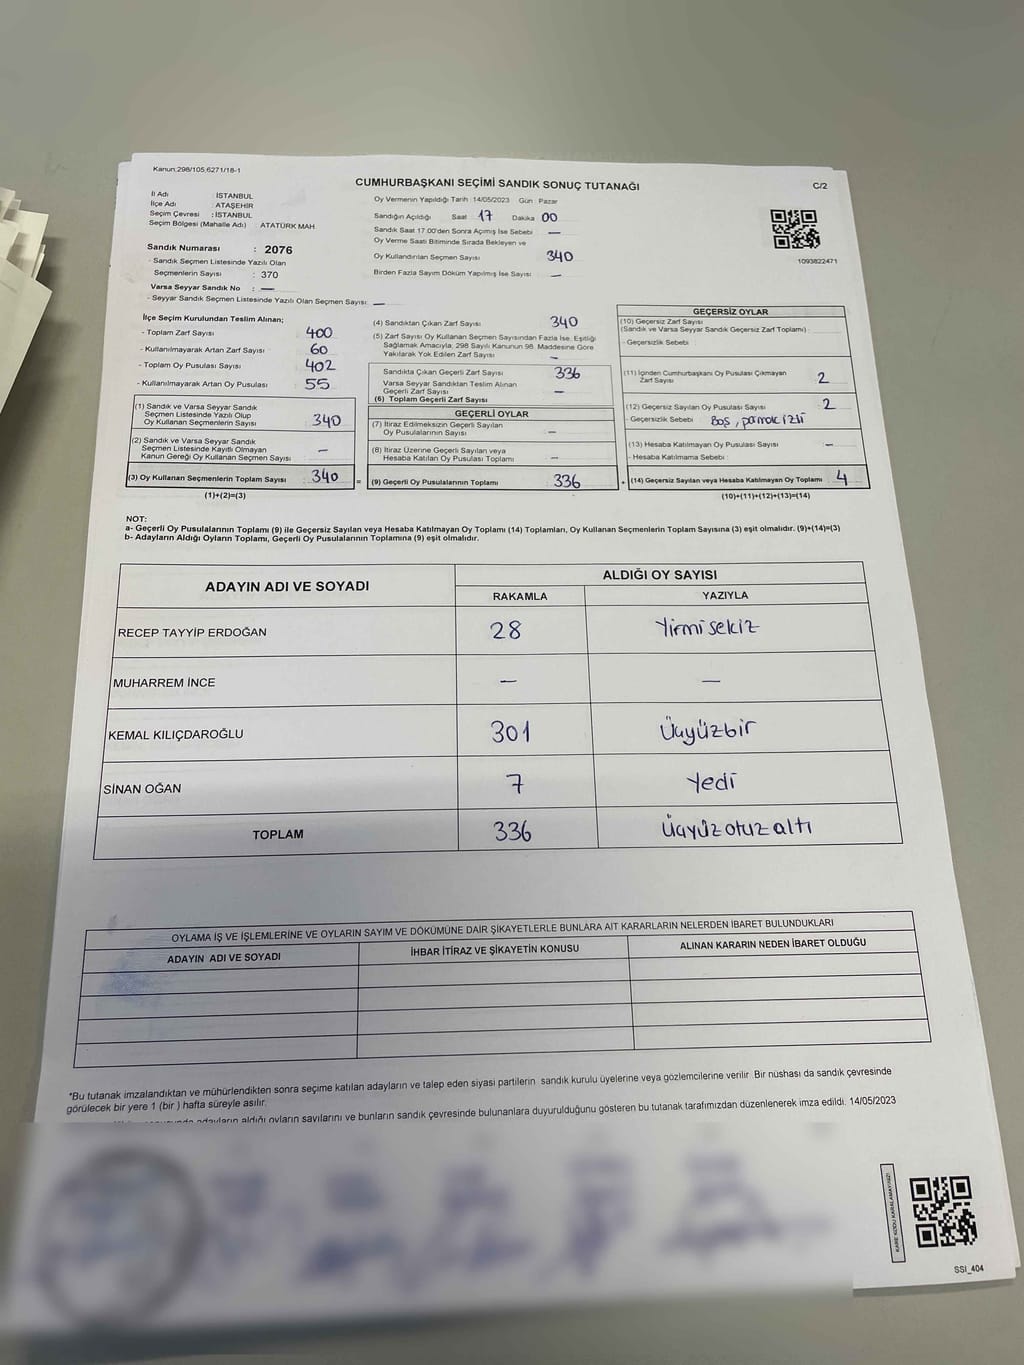 Kanun:298/105,6271/18-1
CUMHURBAŞKANI SEÇİMİ SANDIK SONUÇ TUTANAĞI
C/2
İl Adı : İSTANBUL
İlçe Adı : ATAŞEHİR
Seçim Çevresi : İSTANBUL
Seçim Bölgesi (Mahalle Adı) : ATATÜRK MAH
Sandık Numarası : 2076
- Sandık Seçmen Listesinde Yazılı Olan
Seçmenlerin Sayısı : 370
Varsa Seyyar Sandık No : —
- Seyyar Sandık Seçmen Listesinde Yazılı Olan Seçmen Sayısı: —
Oy Vermenin Yapıldığı Tarih :14/05/2023 Gün : Pazar
Sandığın Açıldığı Saat 17 Dakika 00
Sandık Saat 17.00'den Sonra Açımış İse Sebebi —
Oy Verme Saati Bitiminde Sırada Bekleyen ve
Oy Kullandırılan Seçmen Sayısı 340
Birden Fazla Sayım Döküm Yapılmış İse Sayısı —
1093822471
İlçe Seçim Kurulundan Teslim Alınan;
- Toplam Zarf Sayısı 400
- Kullanılmayarak Artan Zarf Sayısı 60
- Toplam Oy Pusulası Sayısı 402
- Kullanılmayarak Artan Oy Pusulası 55
(1) Sandık ve Varsa Seyyar Sandık
Seçmen Listesinde Yazılı Olup
Oy Kullanan Seçmenlerin Sayısı 340
(2) Sandık ve Varsa Seyyar Sandık
Seçmen Listesinde Kayıtlı Olmayan
Kanun Gereği Oy Kullanan Seçmen Sayısı —
(3) Oy Kullanan Seçmenlerin Toplam Sayısı 340 =
(1)+(2)=(3)
(4) Sandıktan Çıkan Zarf Sayısı 340
(5) Zarf Sayısı Oy Kullanan Seçmen Sayısından Fazla İse, Eşitliği
Sağlamak Amacıyla, 298 Sayılı Kanunun 98. Maddesine Göre
Yakılarak Yok Edilen Zarf Sayısı —
Sandıkta Çıkan Geçerli Zarf Sayısı 336
Varsa Seyyar Sandıktan Teslim Alınan
Geçerli Zarf Sayısı —
(6) Toplam Geçerli Zarf Sayısı
GEÇERLİ OYLAR
(7) İtiraz Edilmeksizin Geçerli Sayılan
Oy Pusulalarının Sayısı —
(8) İtiraz Üzerine Geçerli Sayılan veya
Hesaba Katılan Oy Pusulası Toplamı —
(9) Geçerli Oy Pusulalarının Toplamı 336 +
GEÇERSİZ OYLAR
(10) Geçersiz Zarf Sayısı
(Sandık ve Varsa Seyyar Sandık Geçersiz Zarf Toplamı) :
- Geçersizlik Sebebi :
(11) İçinden Cumhurbaşkanı Oy Pusulası Çıkmayan
Zarf Sayısı 2
(12) Geçersiz Sayılan Oy Pusulası Sayısı 2
- Geçersizlik Sebebi Boş, parmak izli
(13) Hesaba Katılmayan Oy Pusulası Sayısı —
- Hesaba Katılmama Sebebi :
(14) Geçersiz Sayılan veya Hesaba Katılmayan Oy Toplamı 4
(10)+(11)+(12)+(13)=(14)
NOT:
a- Geçerli Oy Pusulalarının Toplamı (9) ile Geçersiz Sayılan veya Hesaba Katılmayan Oy Toplamı (14) Toplamları, Oy Kullanan Seçmenlerin Toplam Sayısına (3) eşit olmalıdır. (9)+(14)=(3)
b- Adayların Aldığı Oyların Toplamı, Geçerli Oy Pusulalarının Toplamına (9) eşit olmalıdır.
ADAYIN ADI VE SOYADI ALDIĞI OY SAYISI
RAKAMLA YAZIYLA
RECEP TAYYİP ERDOĞAN 28 Yirmisekiz
MUHARREM İNCE — —
KEMAL KILIÇDAROĞLU 301 Üçyüzbir
SİNAN OĞAN 7 Yedi
TOPLAM 336 Üçyüz otuz altı
OYLAMA İŞ VE İŞLEMLERİNE VE OYLARIN SAYIM VE DÖKÜMÜNE DAİR ŞİKAYETLERLE BUNLARA AİT KARARLARIN NELERDEN İBARET BULUNDUKLARI
ADAYIN ADI VE SOYADI İHBAR İTİRAZ VE ŞİKAYETİN KONUSU ALINAN KARARIN NEDEN İBARET OLDUĞU
*Bu tutanak imzalandıktan ve mühürlendikten sonra seçime katılan adayların ve talep eden siyasi partilerin sandık kurulu üyelerine veya gözlemcilerine verilir. Bir nüshası da sandık çevresinde
görülecek bir yere 1 (bir ) hafta süreyle asılır.
adayların aldığı oyların sayılarını ve bunların sandık çevresinde bulunanlara duyurulduğunu gösteren bu tutanak tarafımızdan düzenlenerek imza edildi. 14/05/2023
KARE KODU KARALAMAYINIZ!
SSI_404